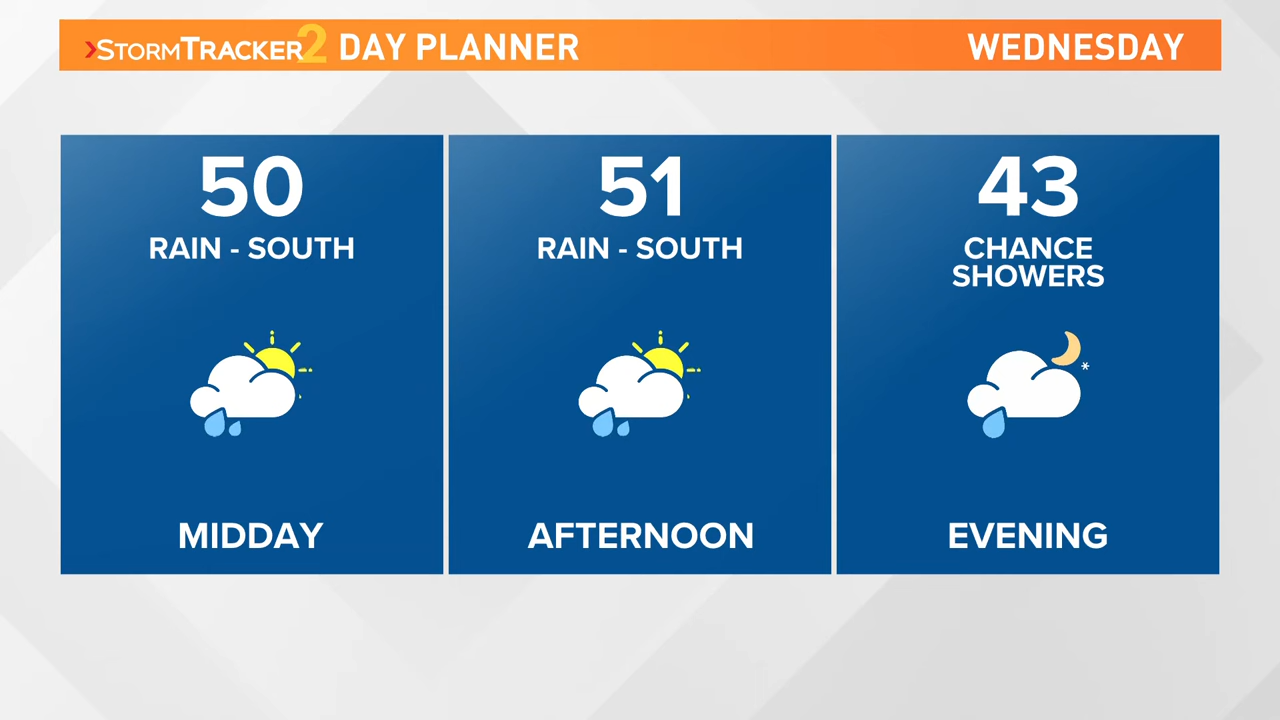 STORMTRACKER2 DAY PLANNER WEDNESDAY
50 51 43
RAIN - SOUTH RAIN - SOUTH CHANCE
SHOWERS
MIDDAY AFTERNOON EVENING